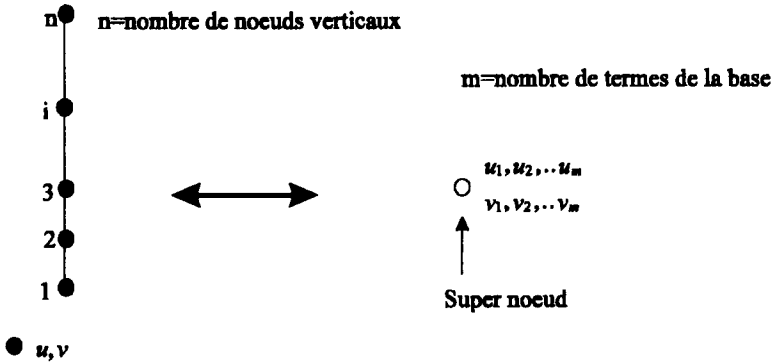 n n=nombre de noeuds verticaux
m=nombre de termes de la base
i
3
2
1
u₁,u₂,..uₘ
v₁,v₂,..vₘ
Super noeud
u,v